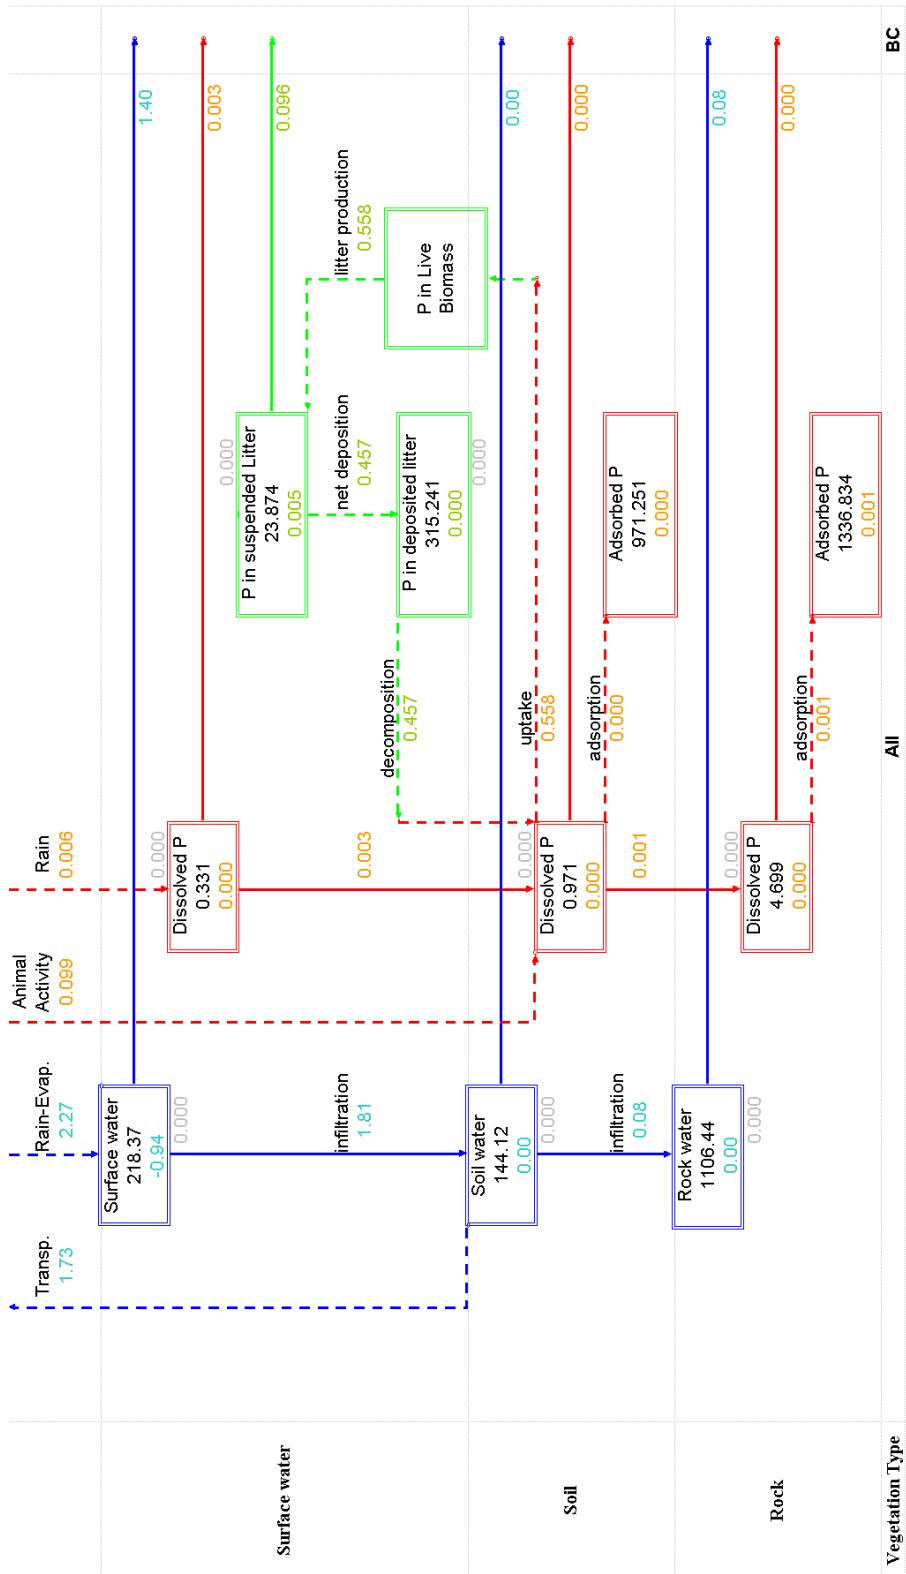 Transp.
1.73
Rain-Evap.
2.27
Animal
Activity
0.099
Rain
0.006
Surface water
Surface water
218.37
-0.94
0.000
1.40
Dissolved P
0.331
0.000
0.000
0.003
P in suspended Litter
23.874
0.005
0.000
0.096
infiltration
1.81
0.003
net deposition
0.457
litter production
0.558
decomposition
0.457
P in deposited litter
315.241
0.000
0.000
P in Live
Biomass
Soil
Soil water
144.12
0.00
0.000
0.00
Dissolved P
0.971
0.000
0.000
uptake
0.558
0.000
adsorption
0.000
Adsorbed P
971.251
0.000
infiltration
0.08
0.001
Rock
Rock water
1106.44
0.00
0.000
0.08
Dissolved P
4.699
0.000
0.000
0.000
adsorption
0.001
Adsorbed P
1336.834
0.001
Vegetation Type
All
BC